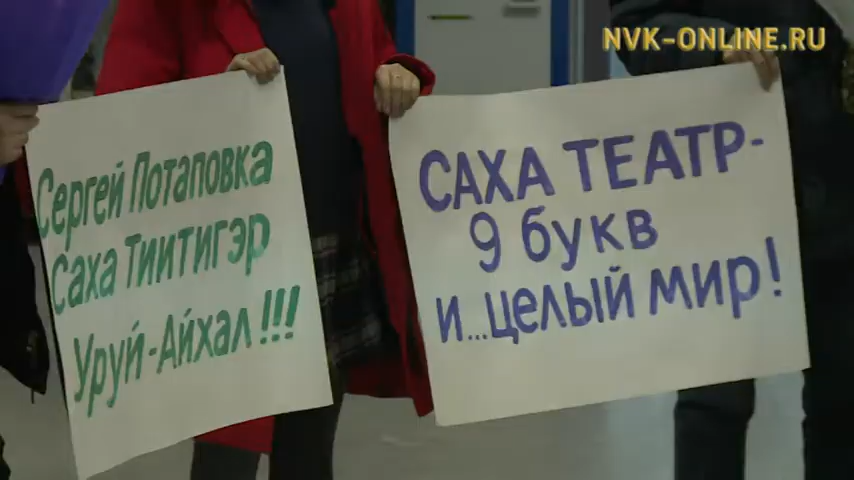 NVK-ONLINE.RU
Сергей Потаповка
Саха Тиитигэр
Уруй-Айхал!!!
САХА ТЕАТР-
9 букв
и...целый мир!